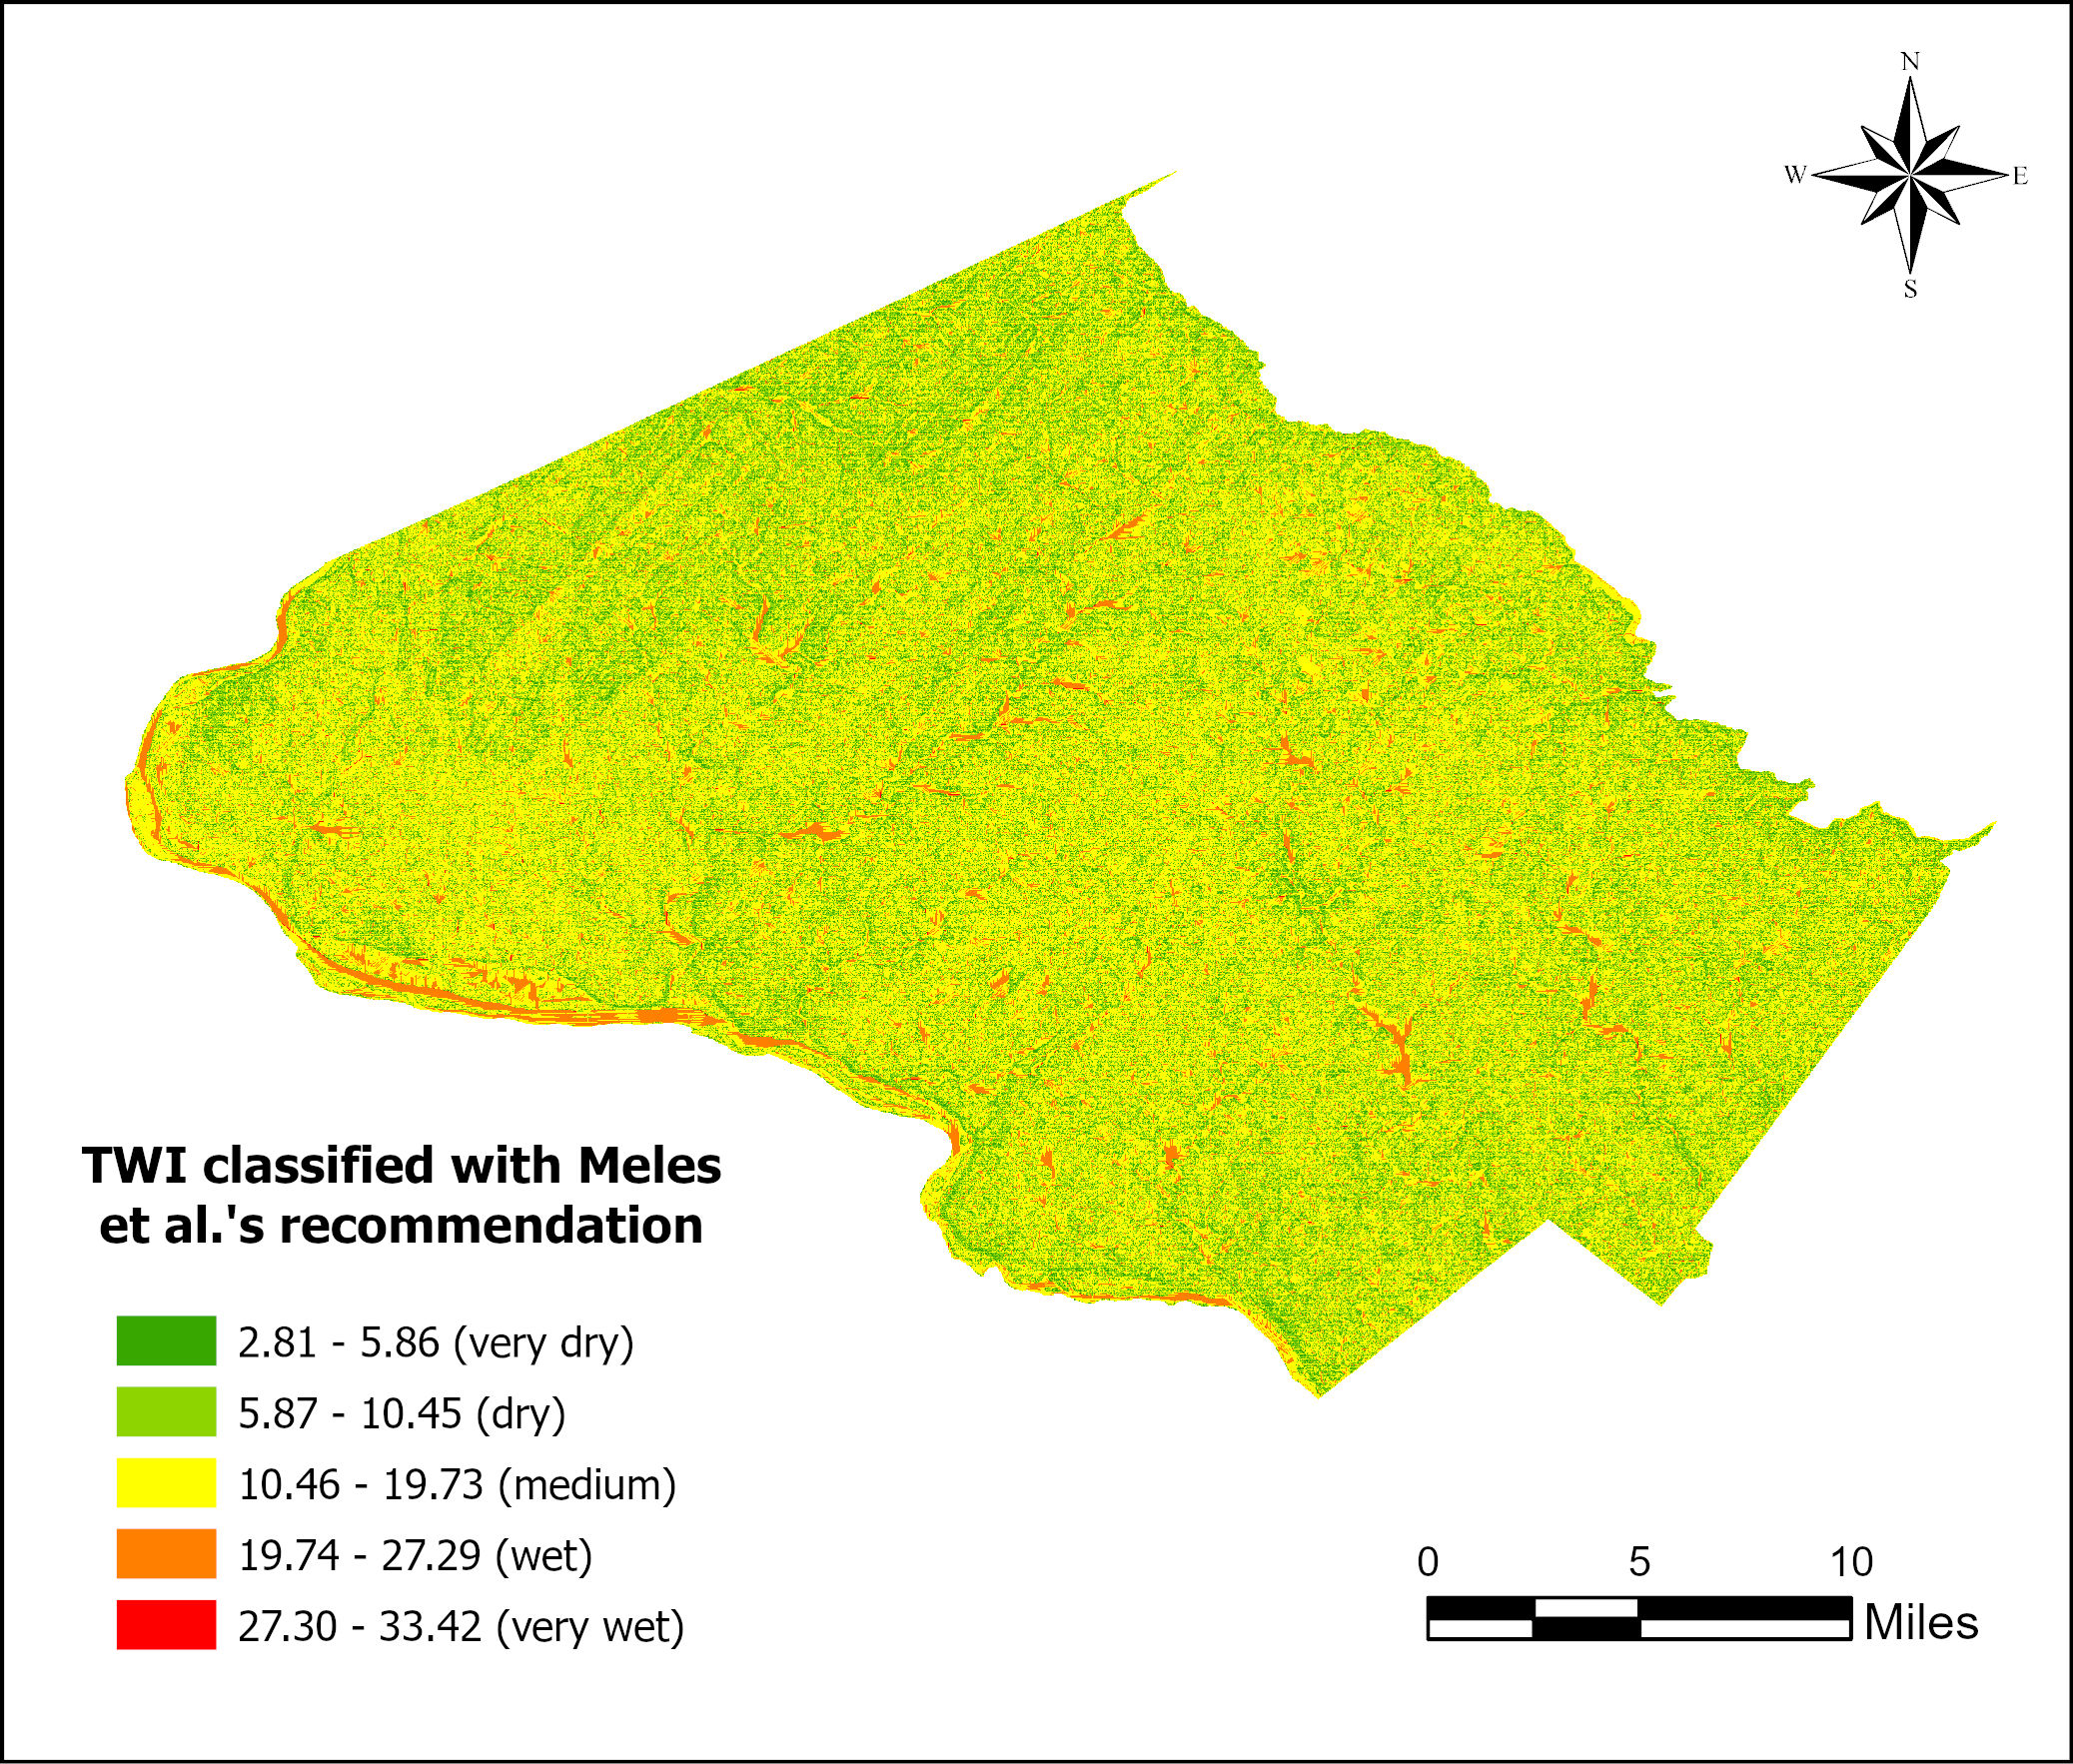 N
W
E
S
TWI classified with Meles
et al.'s recommendation
2.81 - 5.86 (very dry)
5.87 - 10.45 (dry)
10.46 - 19.73 (medium)
19.74 - 27.29 (wet)
27.30 - 33.42 (very wet)
0 5 10
Miles